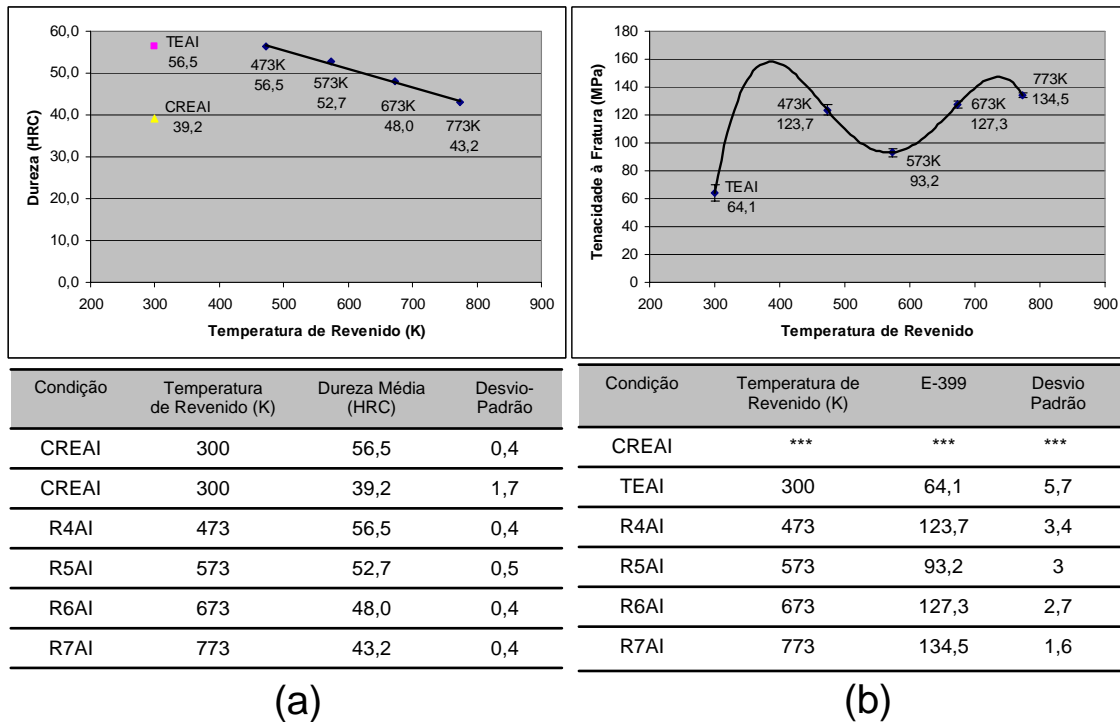 60,0
50,0
40,0
30,0
20,0
10,0
0,0
Dureza (HRC)
TEAI
56,5
CREAI
39,2
473K
56,5
573K
52,7
673K
48,0
773K
43,2
200 300 400 500 600 700 800 900
Temperatura de Revenido (K)
180
160
140
120
100
80
60
40
20
0
Tenacidade à Fratura (MPa)
TEAI
64,1
473K
123,7
573K
93,2
673K
127,3
773K
134,5
200 300 400 500 600 700 800 900
Temperatura de Revenido
Condição Temperatura de Revenido (K) Dureza Média (HRC) Desvio-Padrão
CREAI 300 56,5 0,4
CREAI 300 39,2 1,7
R4AI 473 56,5 0,4
R5AI 573 52,7 0,5
R6AI 673 48,0 0,4
R7AI 773 43,2 0,4
(a)
Condição Temperatura de Revenido (K) E-399 Desvio Padrão
CREAI *** *** ***
TEAI 300 64,1 5,7
R4AI 473 123,7 3,4
R5AI 573 93,2 3
R6AI 673 127,3 2,7
R7AI 773 134,5 1,6
(b)